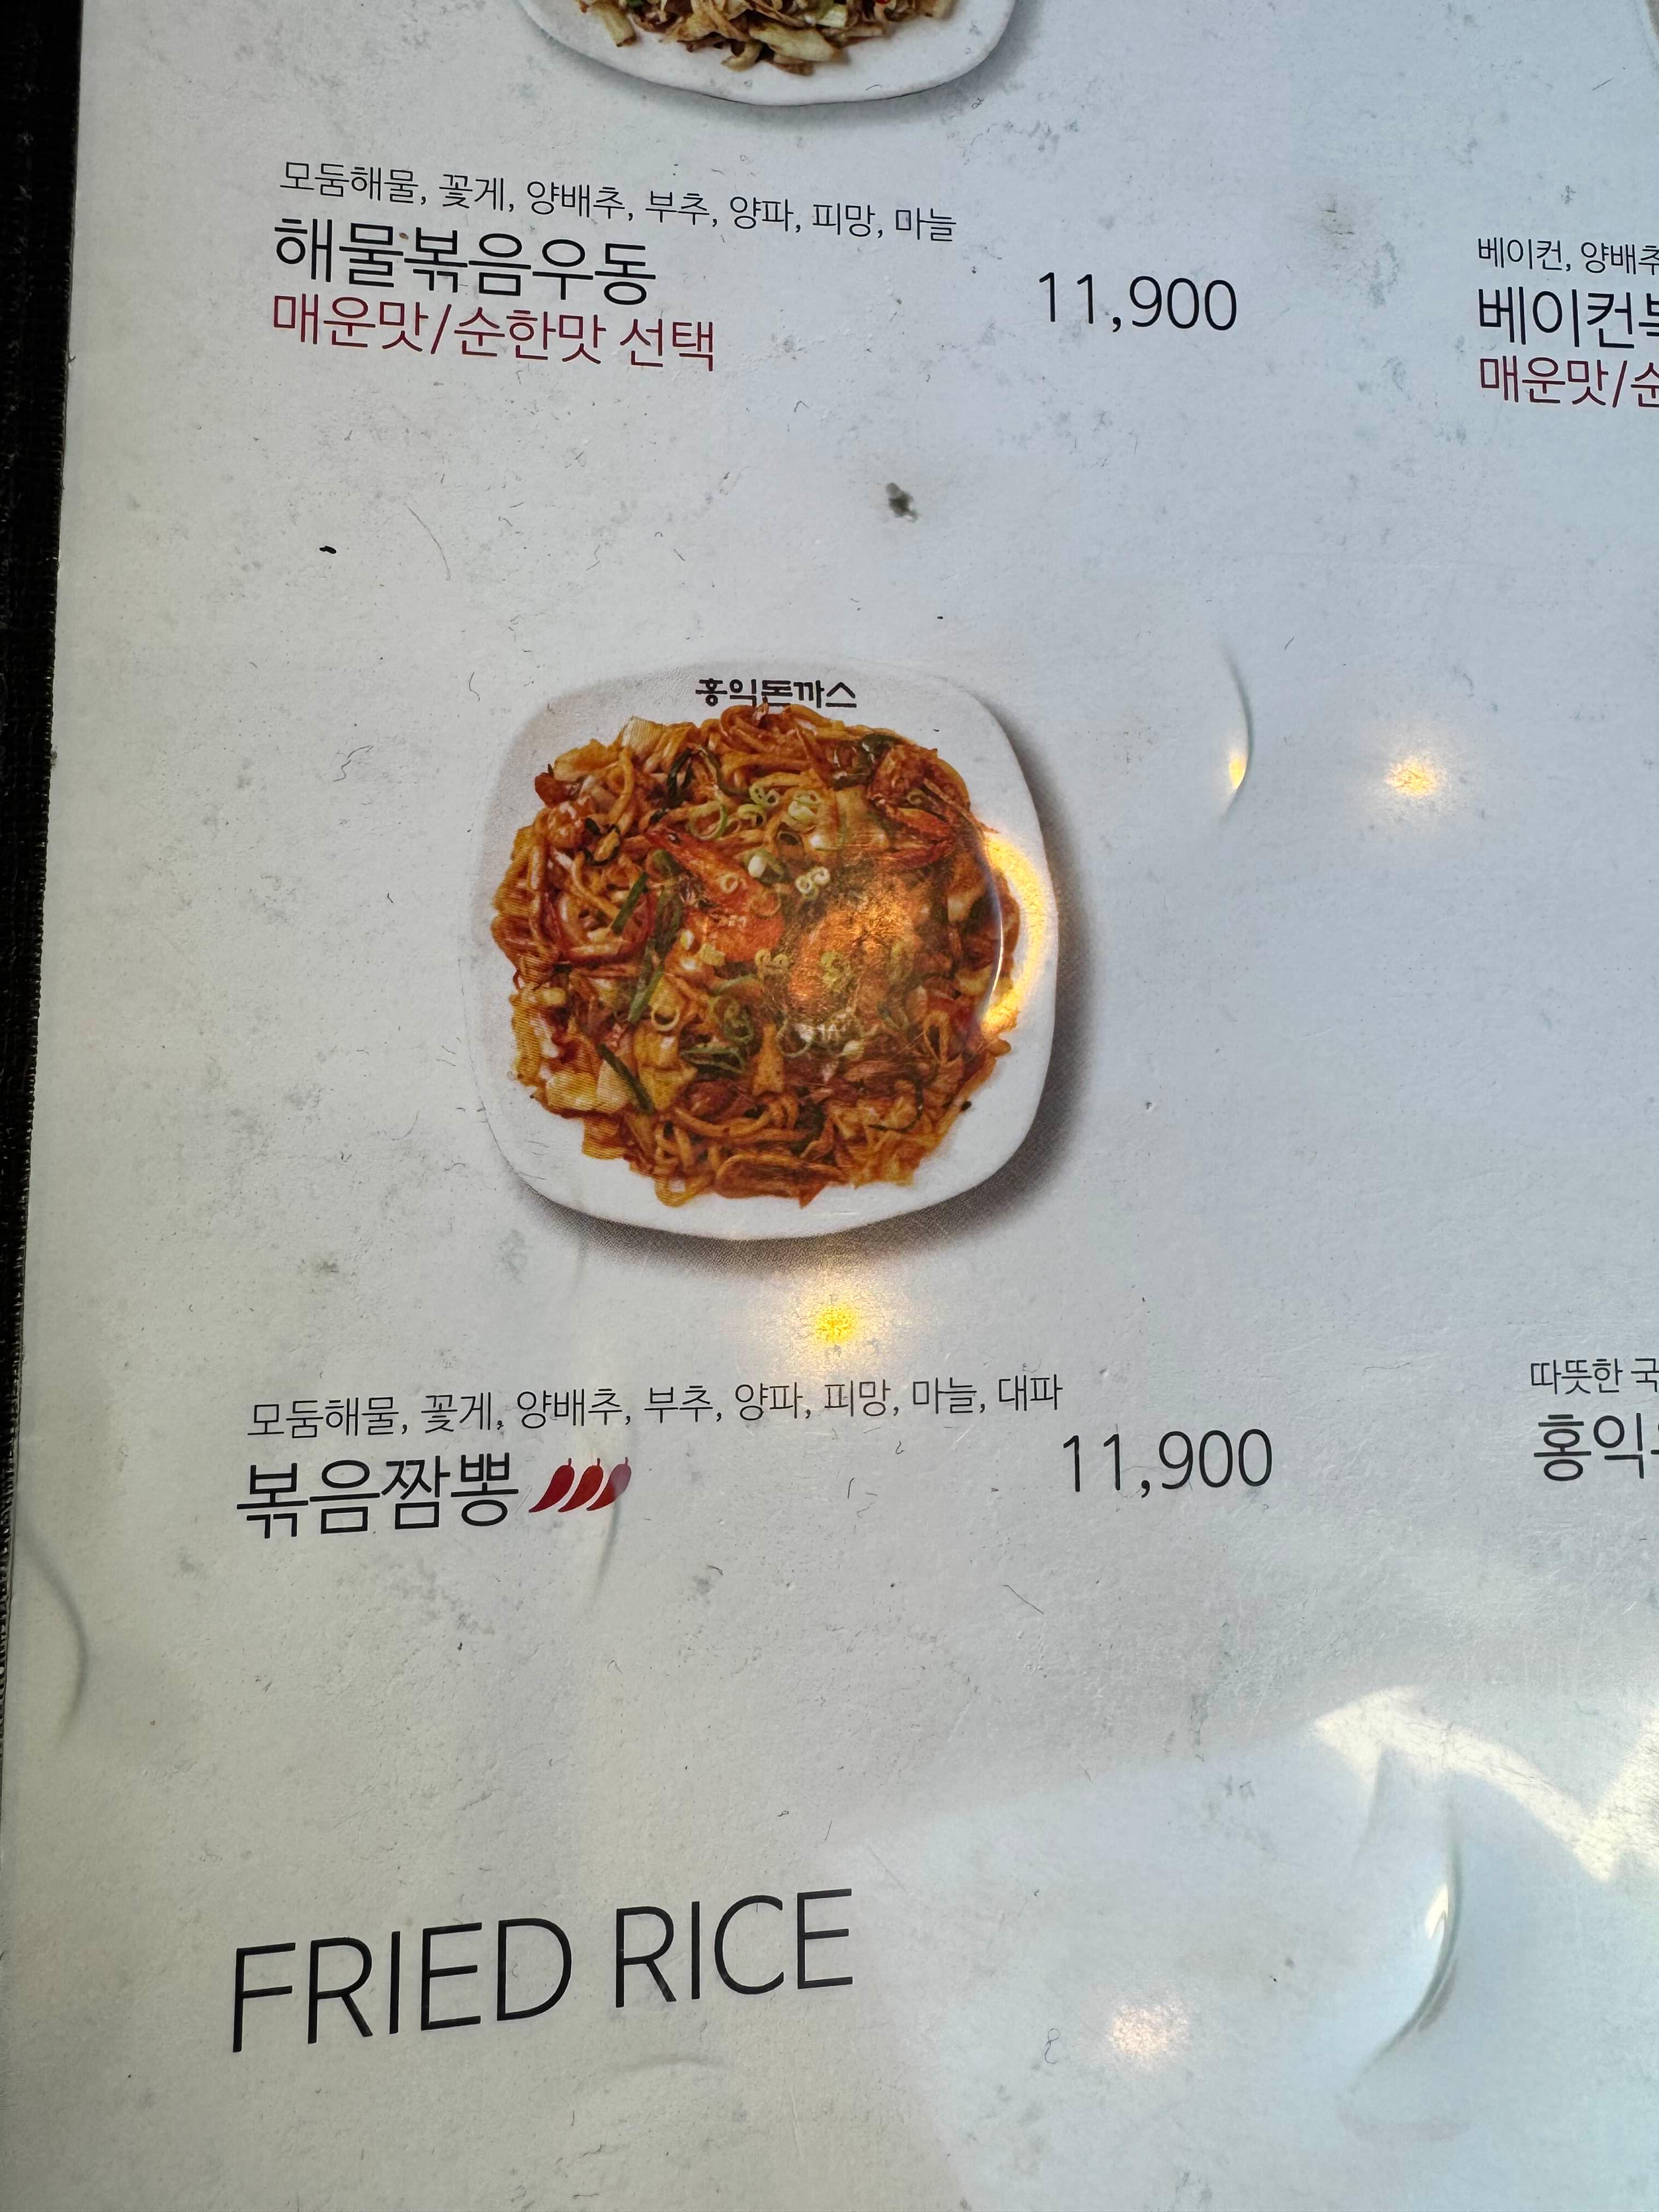 모둠해물, 꽃게, 양배추, 부추, 양파, 피망, 마늘
해물볶음우동
11,900
매운맛/순한맛 선택
베이컨, 양배추
베이컨
매운맛/순
홍익돈까스
모둠해물, 꽃게, 양배추, 부추, 양파, 피망, 마늘, 대파
볶음짬뽕
11,900
따뜻한 국
홍익
FRIED RICE